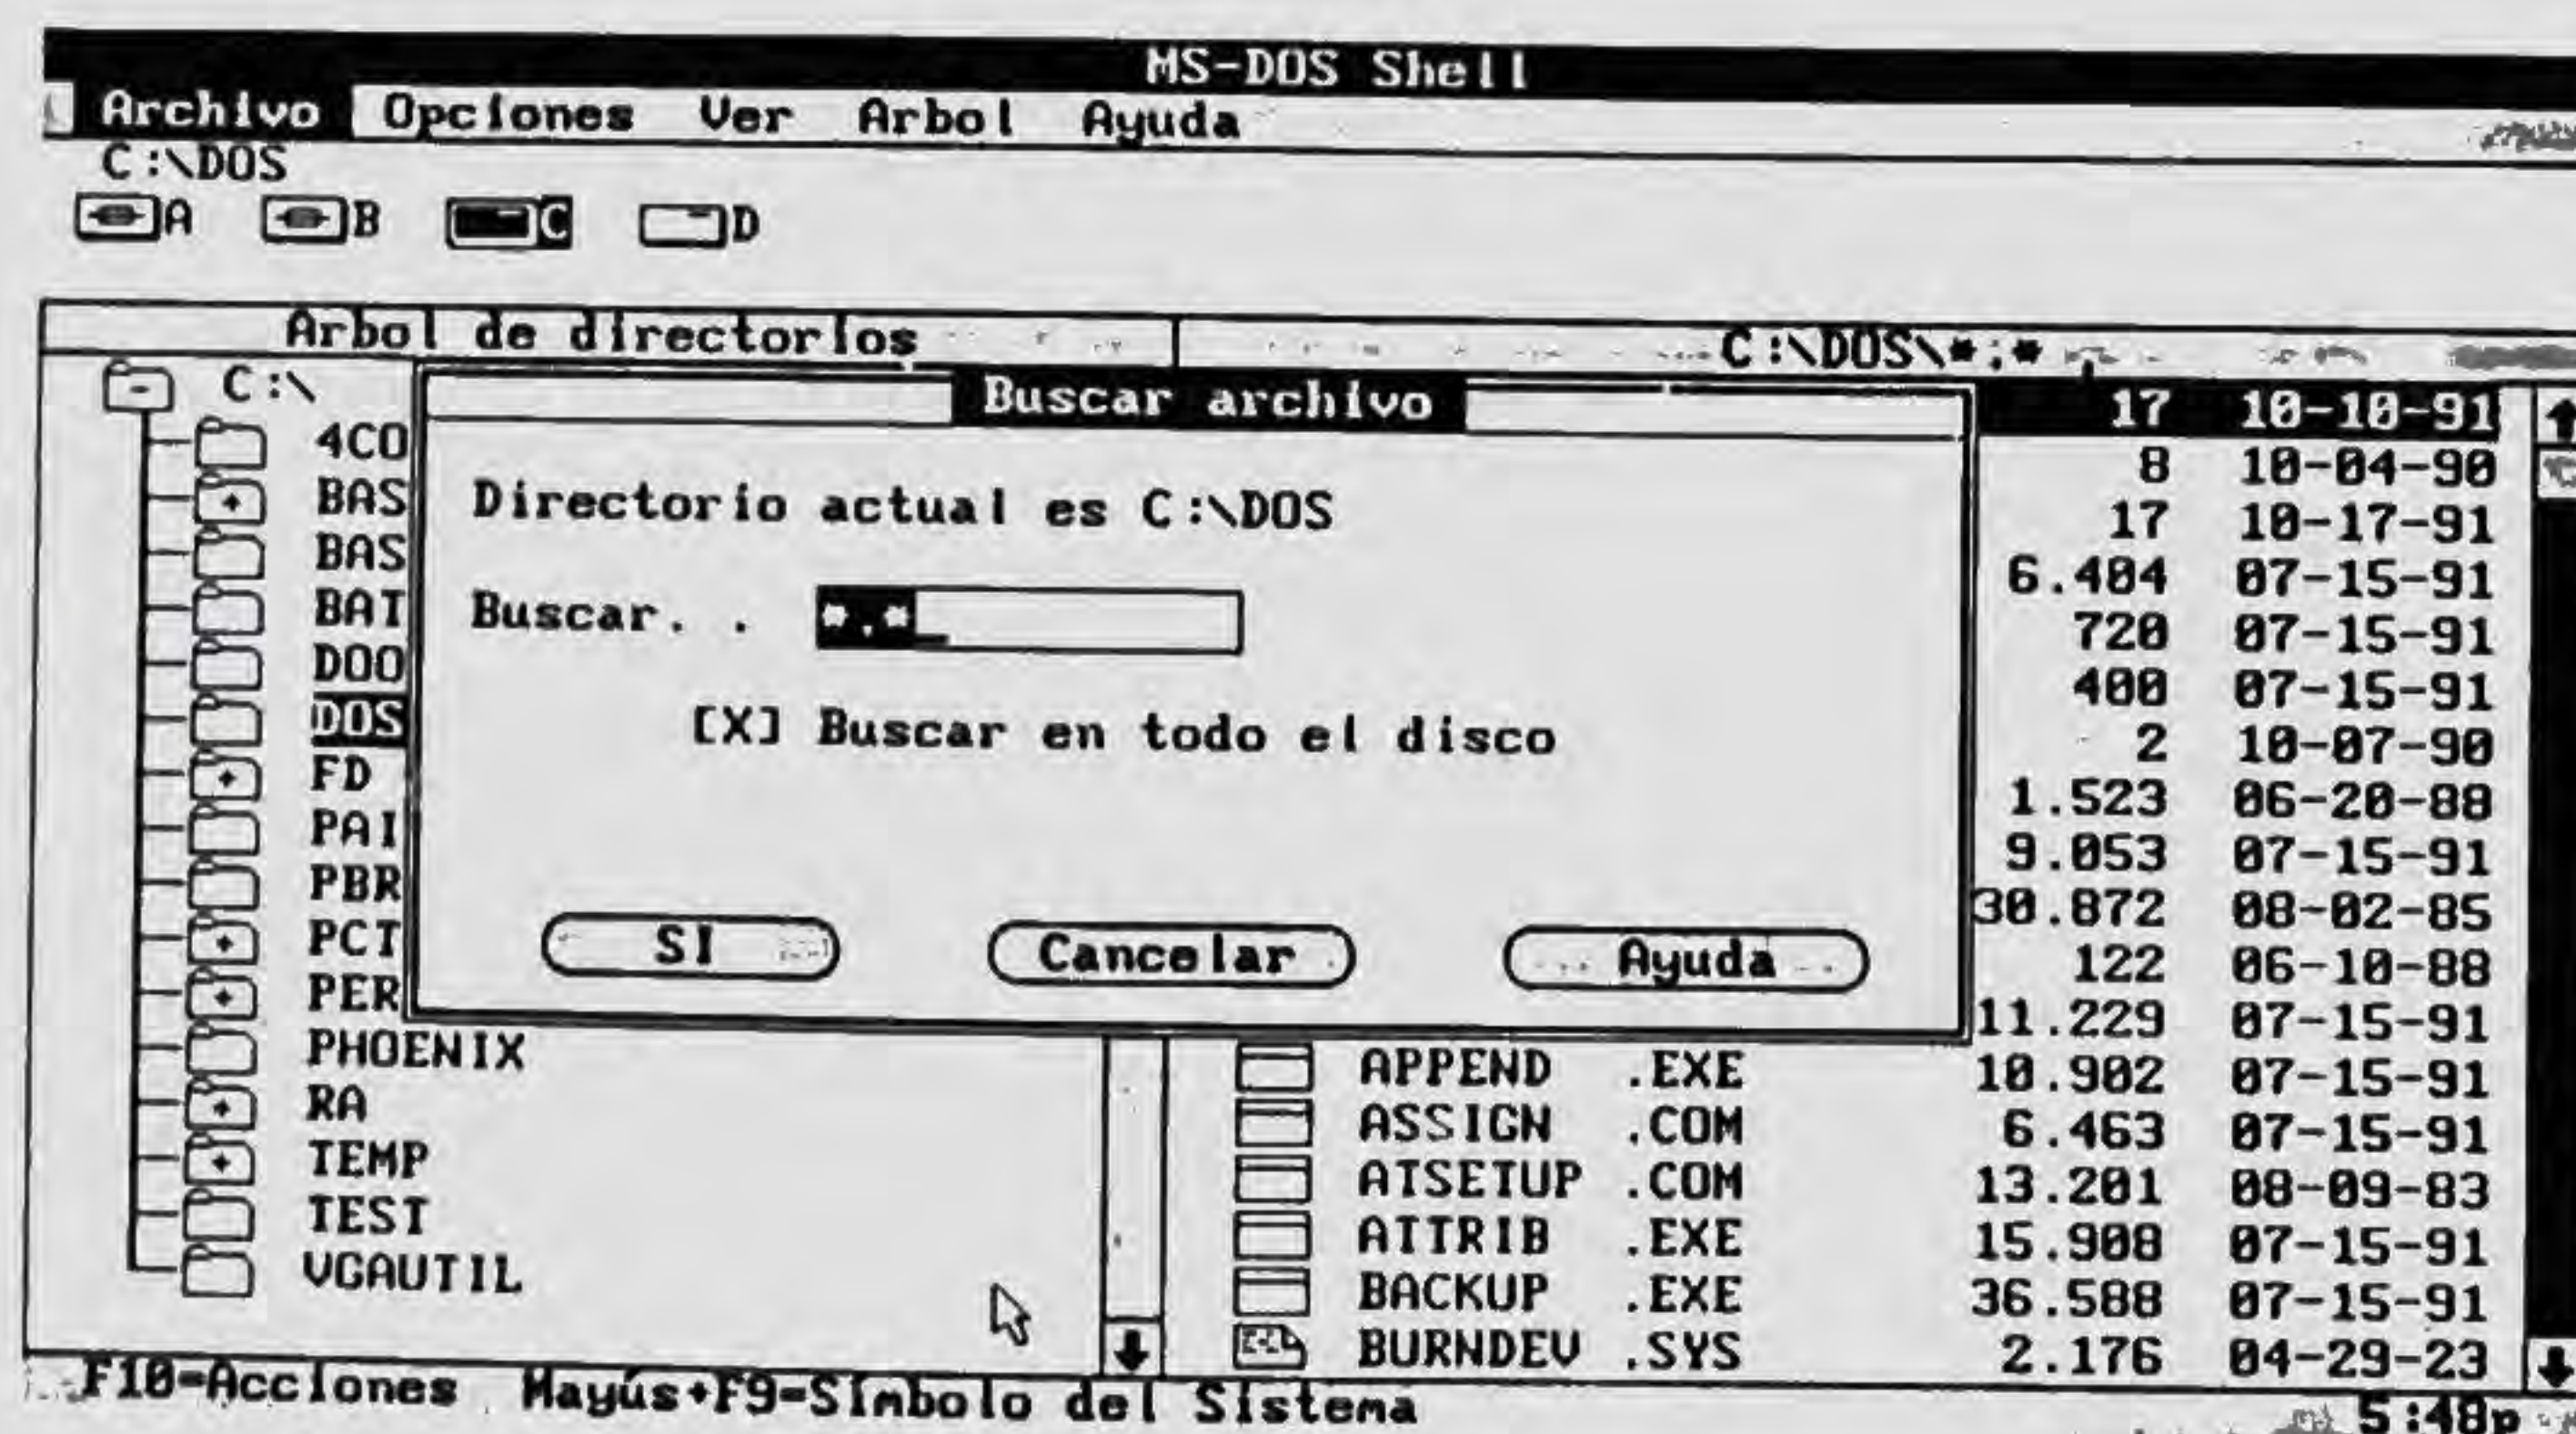 MS-DOS Shell
Archivo Opciones Ver Arbol Ayuda
C:\DOS
A B C D
Arbol de directorios C:\DOS\*.*
C:\ 17 10-10-91
4CO 8 10-04-90
BAS 17 10-17-91
BAS 6.404 07-15-91
BAT 720 07-15-91
DOO 400 07-15-91
DOS 2 10-07-90
FD 1.523 06-20-88
PAI 9.053 07-15-91
PBR 30.872 08-02-85
PCT 122 06-10-88
PER 11.229 07-15-91
Buscar archivo
Directorio actual es C:\DOS
Buscar. . *.*
[X] Buscar en todo el disco
SI Cancelar Ayuda
PHOENIX APPEND .EXE 10.902 07-15-91
RA ASSIGN .COM 6.463 07-15-91
TEMP ATSETUP .COM 13.201 08-09-83
TEST ATTRIB .EXE 15.908 07-15-91
VGAUTIL BACKUP .EXE 36.588 07-15-91
BURNDEV .SYS 2.176 04-29-23
F10=Acciones Mayús+F9=Símbolo del Sistema 5:48p